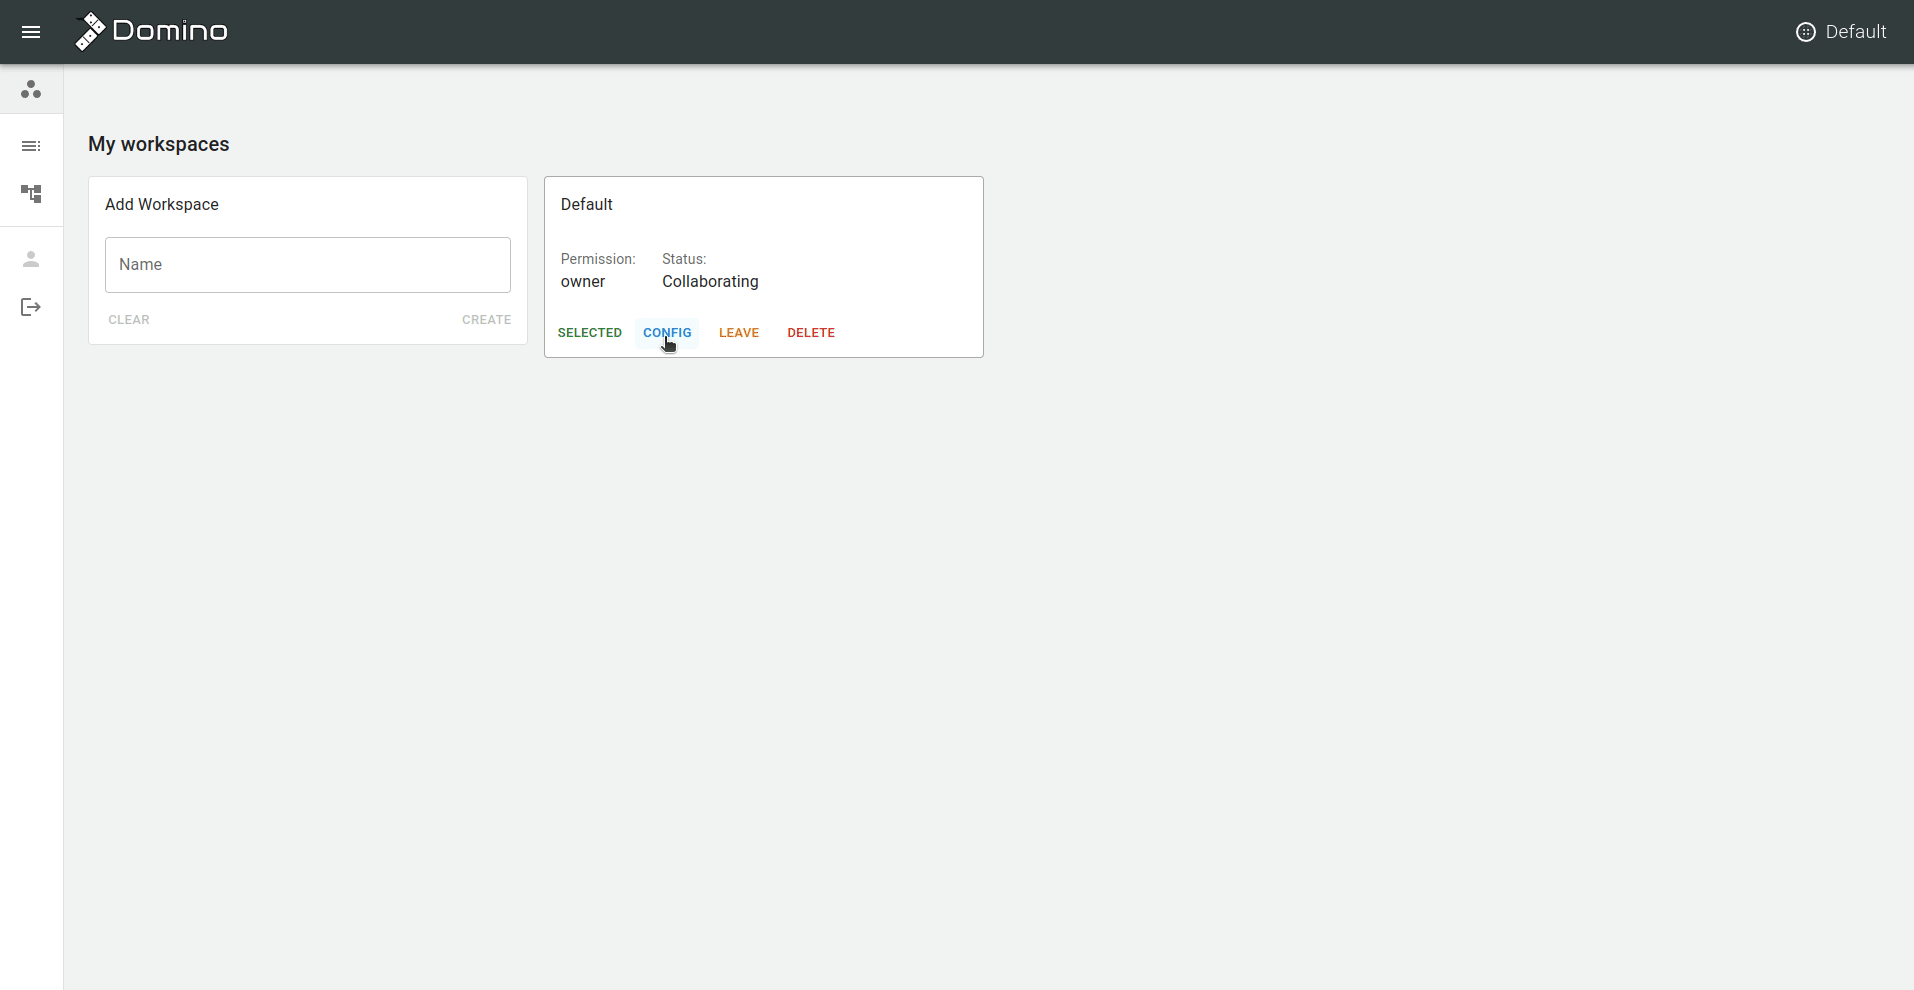 Domino
Default
My workspaces
Add Workspace
Name
CLEAR
CREATE
Default
Permission:
Status:
owner
Collaborating
SELECTED
CONFIG
LEAVE
DELETE